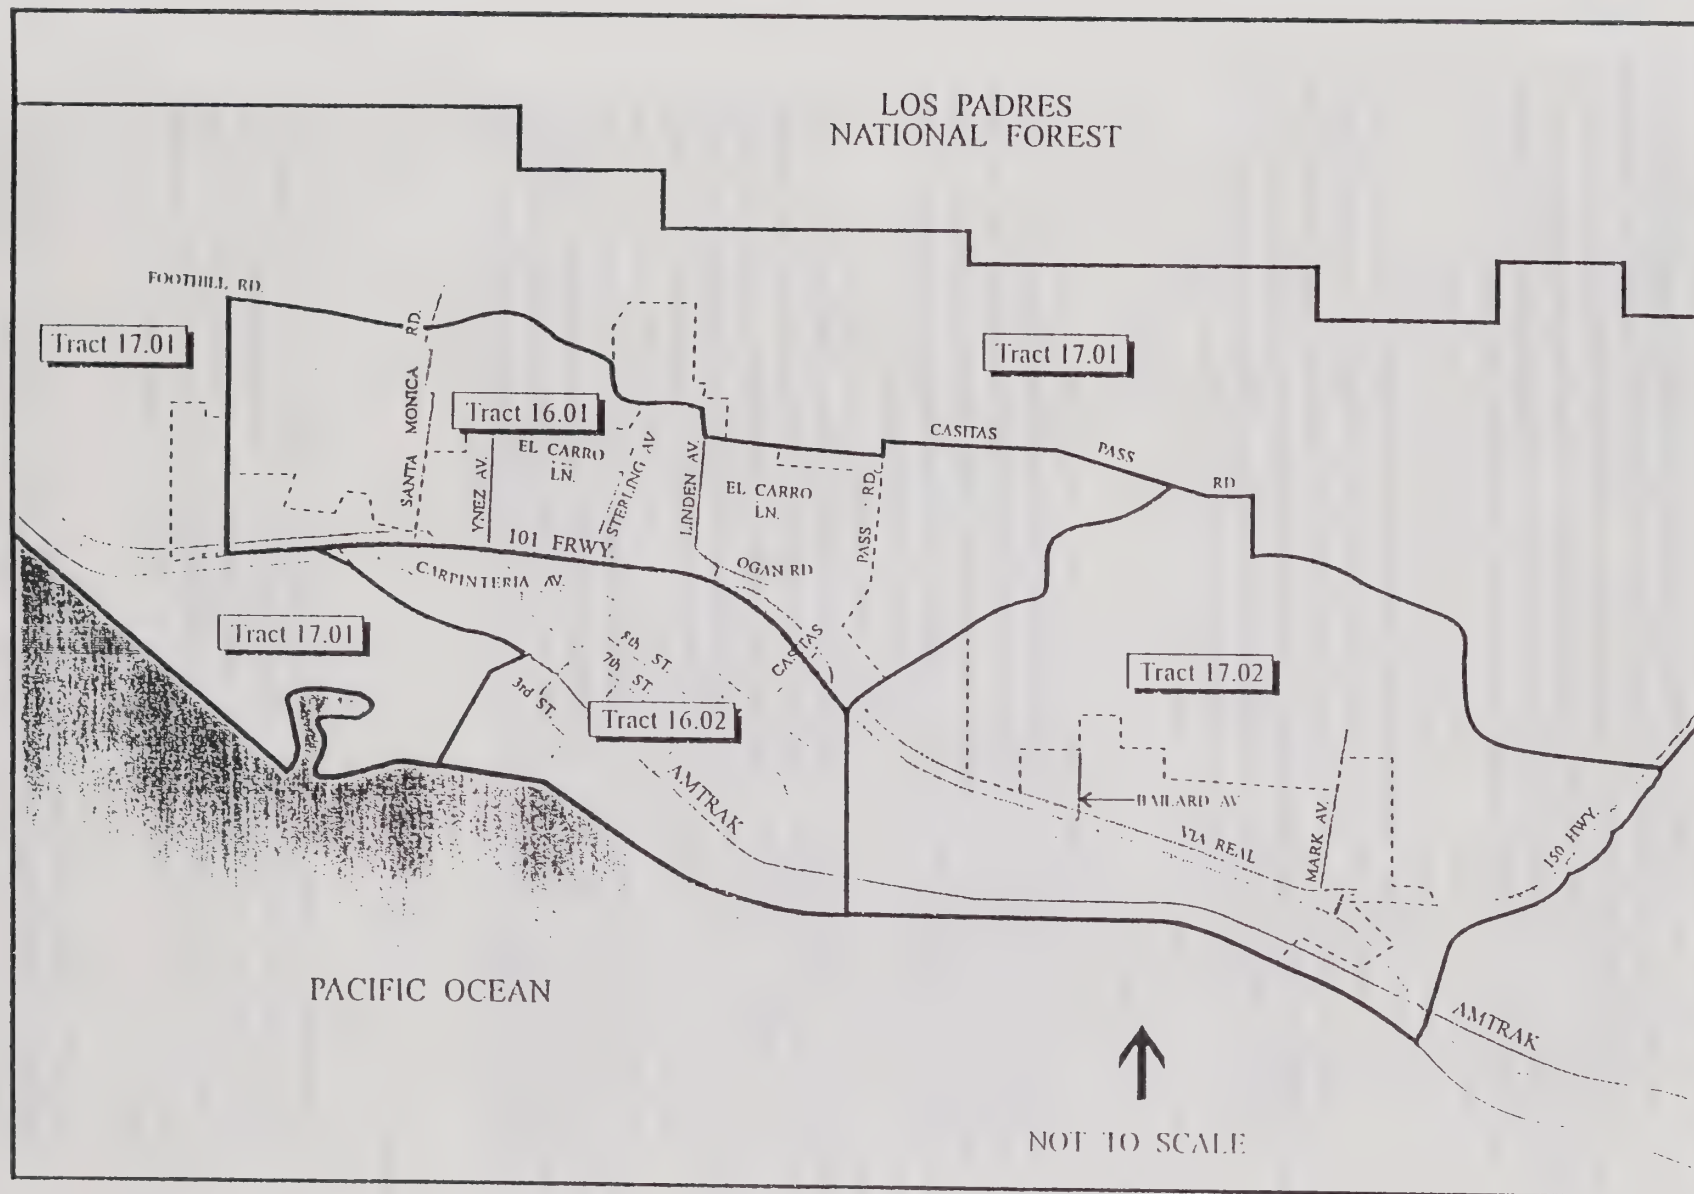 LOS PADRES
NATIONAL FOREST
FOOTHILL RD.
Tract 17.01
Tract 17.01
SANTA MONICA RD.
Tract 16.01
YNEZ AV.
EL CARRO
LN.
STERLING AV
LINDEN AV.
CASITAS PASS RD
EL CARRO
LN.
PASS RD.
101 FRWY.
OGAN RD
CARPINTERIA AV.
Tract 17.01
8th ST.
7th ST.
3rd ST.
CASITAS
Tract 16.02
Tract 17.02
AMTRAK
BAILARD AV
VIA REAL
MARK AV.
150 HWY.
PACIFIC OCEAN
AMTRAK
NOT TO SCALE